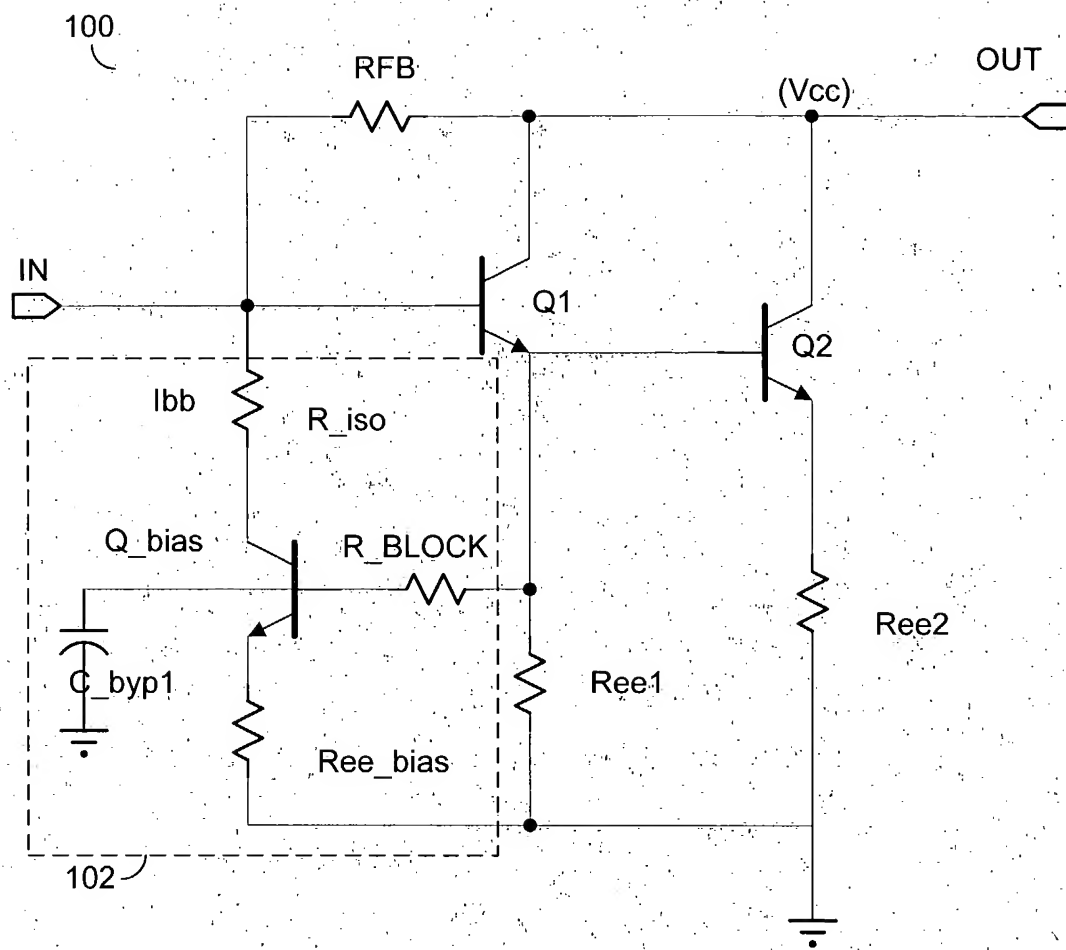 100
RFB
OUT
(Vcc)
IN
Q1
Q2
Ibb
R_iso
Q_bias
R_BLOCK
C_byp1
Ree1
Ree2
Ree_bias
102